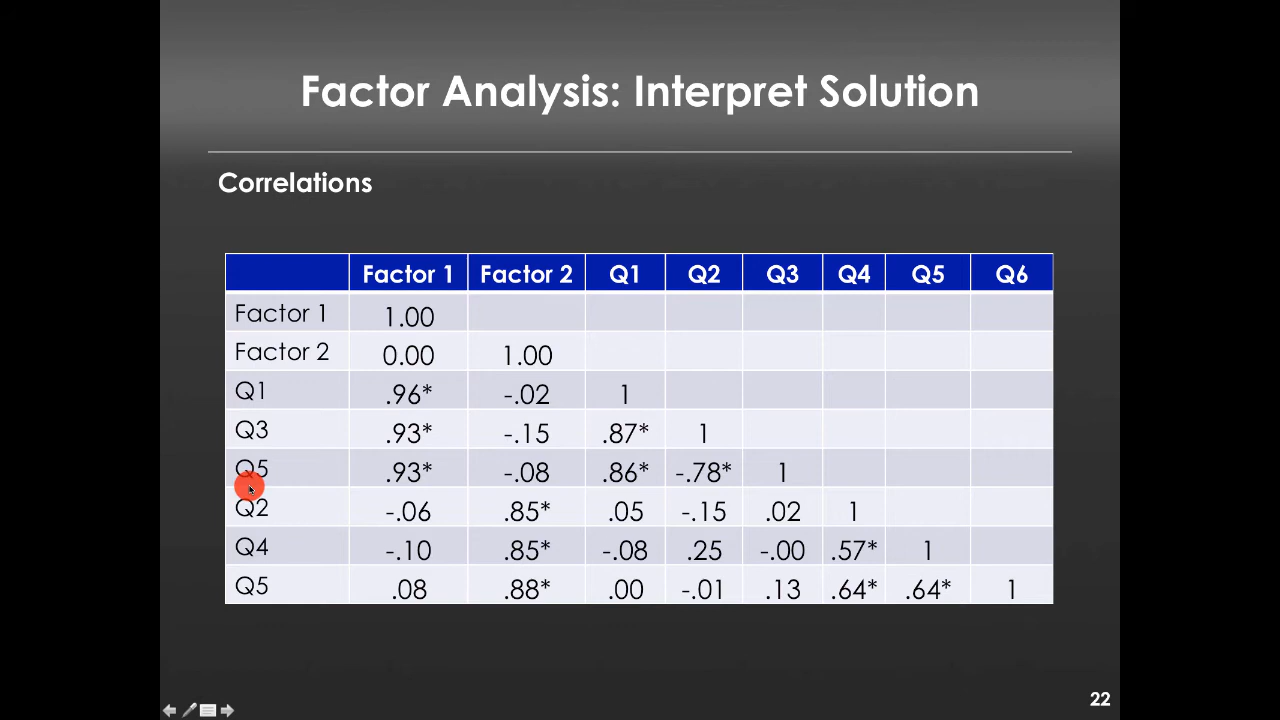 Factor Analysis: Interpret Solution
Correlations
Factor 1 Factor 2 Q1 Q2 Q3 Q4 Q5 Q6
Factor 1 1.00
Factor 2 0.00 1.00
Q1 .96* -.02 1
Q3 .93* -.15 .87* 1
Q5 .93* -.08 .86* -.78* 1
Q2 -.06 .85* .05 -.15 .02 1
Q4 -.10 .85* -.08 .25 -.00 .57* 1
Q5 .08 .88* .00 -.01 .13 .64* .64* 1
22